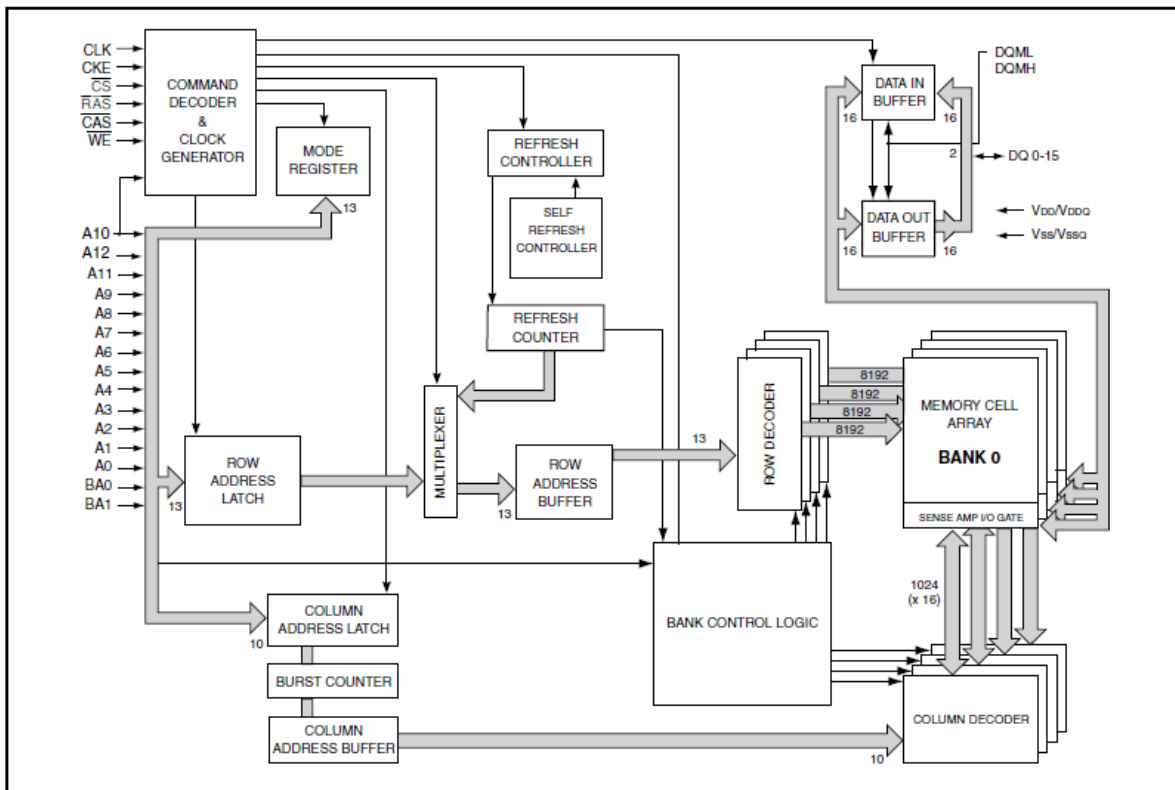 CLK
CKE
CS
RAS
CAS
WE
A10
A12
A11
A9
A8
A7
A6
A5
A4
A3
A2
A1
A0
BA0
BA1
COMMAND
DECODER
&
CLOCK
GENERATOR
MODE
REGISTER
13
REFRESH
CONTROLLER
SELF
REFRESH
CONTROLLER
REFRESH
COUNTER
DATA IN
BUFFER
16
16
DQML
DQMH
2
DQ 0-15
DATA OUT
BUFFER
16
16
VDD/VDDQ
VSS/VSSQ
13
ROW
ADDRESS
LATCH
MULTIPLEXER
13
ROW
ADDRESS
BUFFER
13
ROW DECODER
8192
8192
8192
8192
MEMORY CELL
ARRAY
BANK 0
SENSE AMP I/O GATE
1024
(x 16)
BANK CONTROL LOGIC
10
COLUMN
ADDRESS LATCH
BURST COUNTER
COLUMN
ADDRESS BUFFER
10
COLUMN DECODER